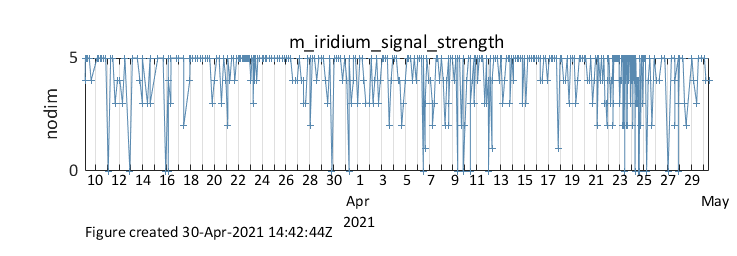 m_iridium_signal_strength
5
nodim
0
10 12 14 16 18 20 22 24 26 28 30 1 3 5 7 9 11 13 15 17 19 21 23 25 27 29
Apr May
2021
Figure created 30-Apr-2021 14:42:44Z